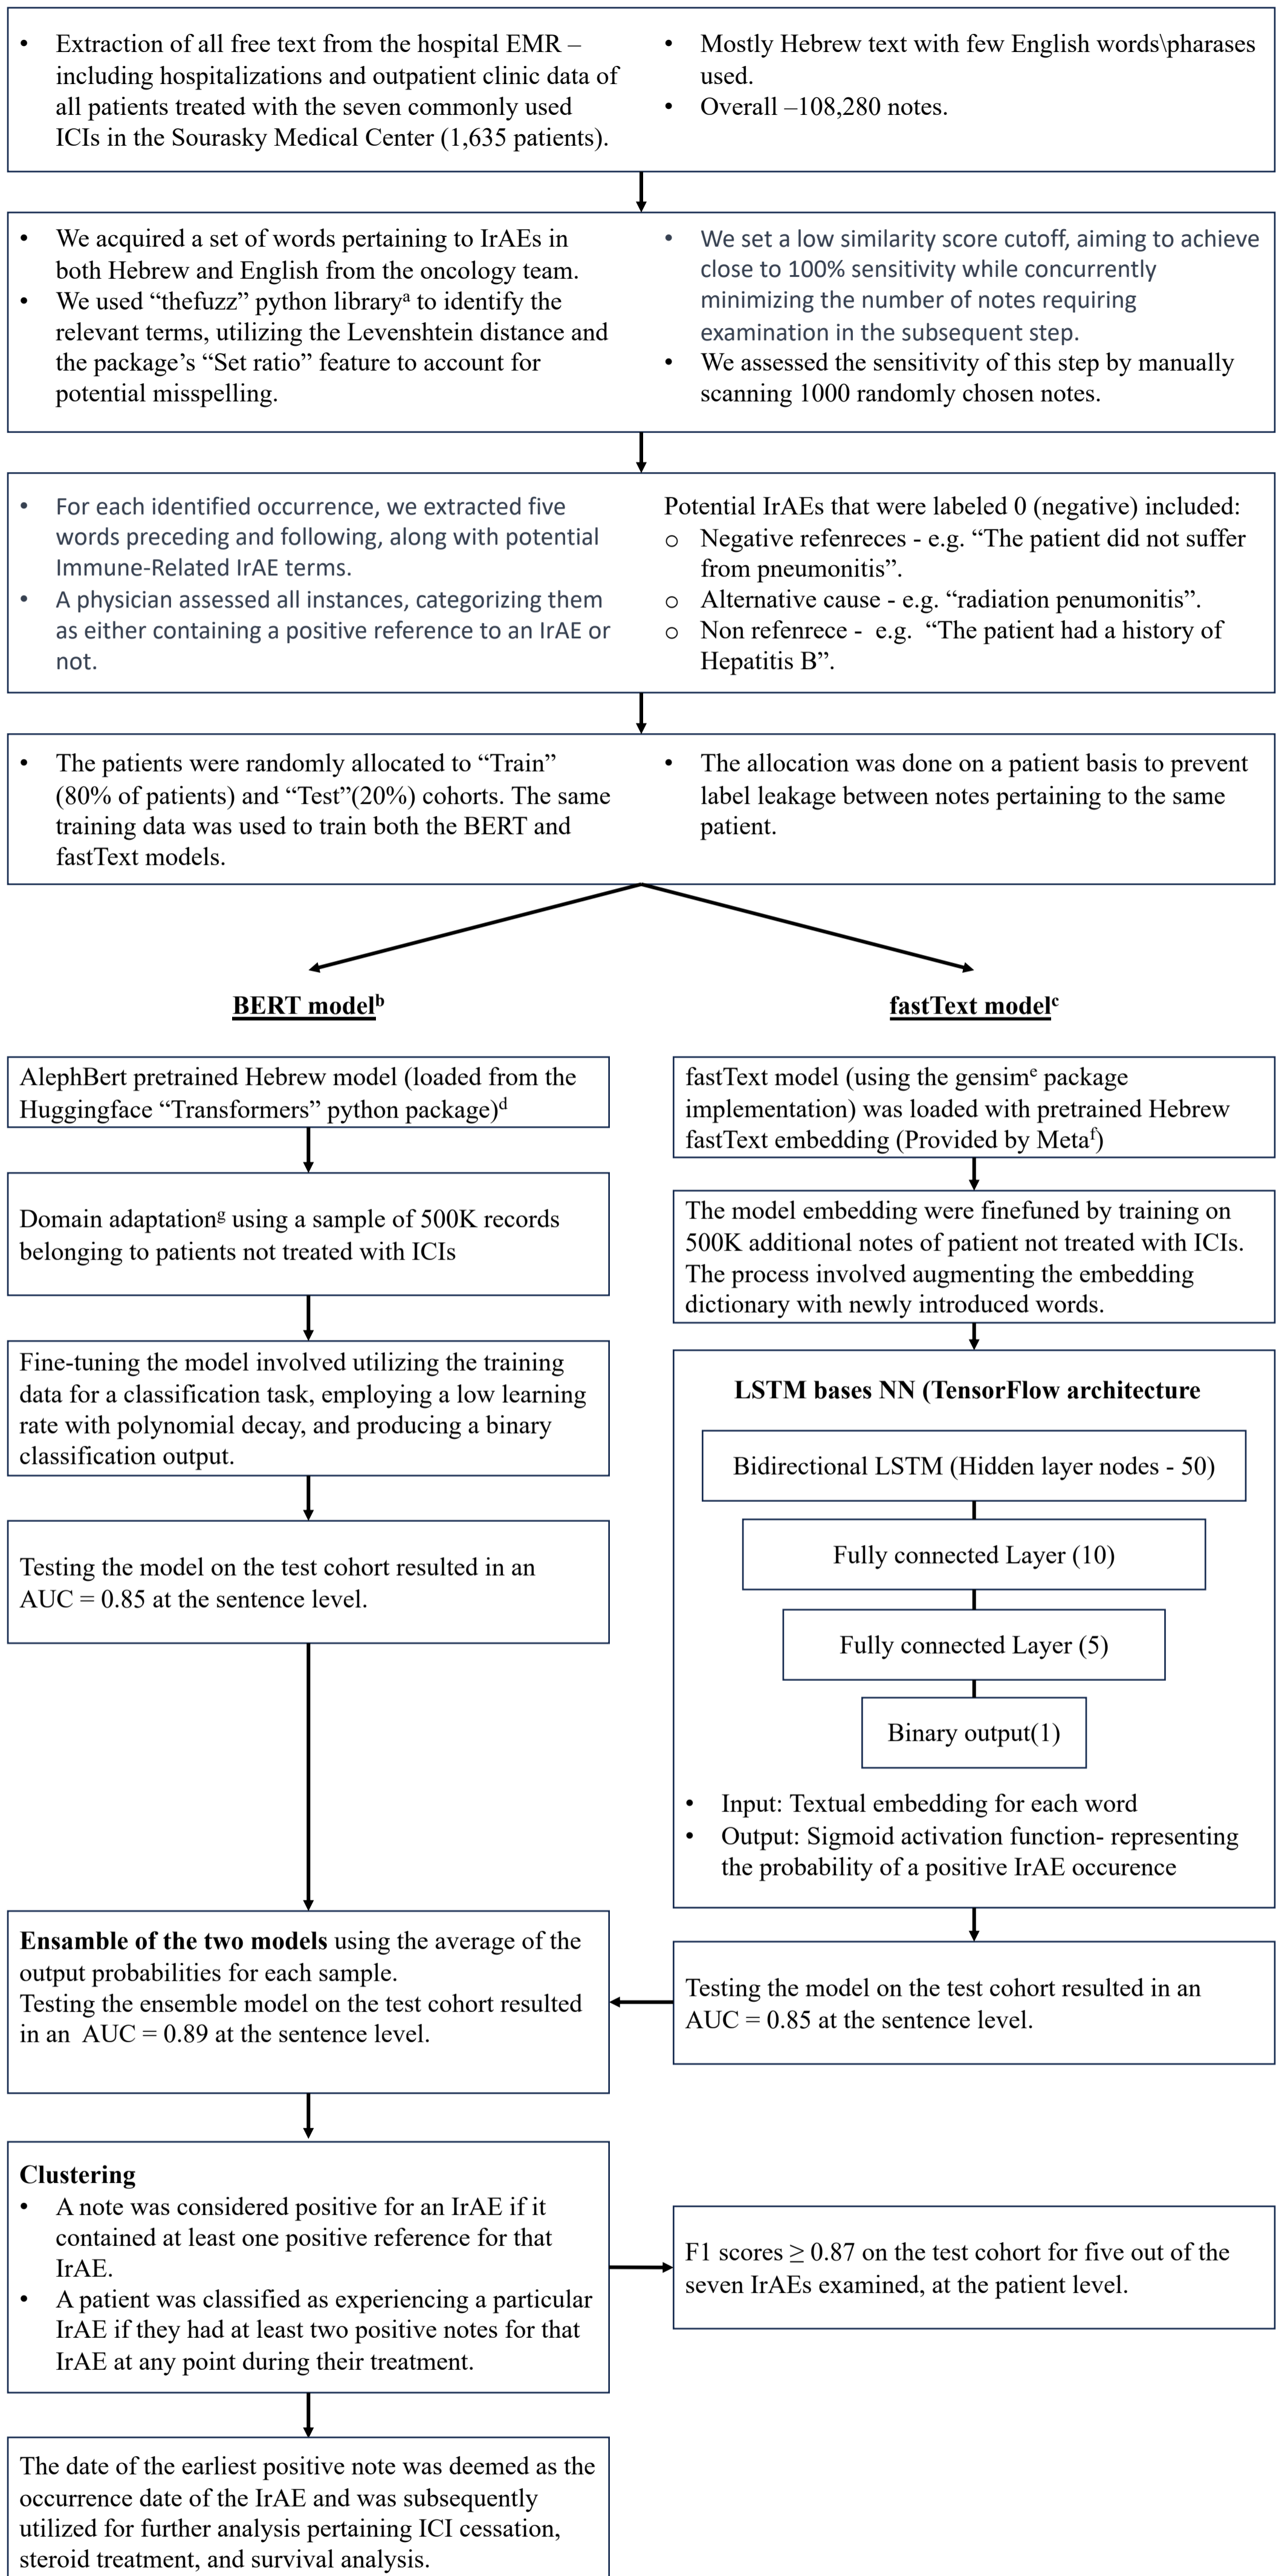 • Extraction of all free text from the hospital EMR –
including hospitalizations and outpatient clinic data of
all patients treated with the seven commonly used
ICIs in the Sourasky Medical Center (1,635 patients).
• Mostly Hebrew text with few English words\pharases
used.
• Overall –108,280 notes.
• We acquired a set of words pertaining to IrAEs in
both Hebrew and English from the oncology team.
• We used “thefuzz” python libraryᵃ to identify the
relevant terms, utilizing the Levenshtein distance and
the package’s “Set ratio” feature to account for
potential misspelling.
• We set a low similarity score cutoff, aiming to achieve
close to 100% sensitivity while concurrently
minimizing the number of notes requiring
examination in the subsequent step.
• We assessed the sensitivity of this step by manually
scanning 1000 randomly chosen notes.
• For each identified occurrence, we extracted five
words preceding and following, along with potential
Immune-Related IrAE terms.
• A physician assessed all instances, categorizing them
as either containing a positive reference to an IrAE or
not.
Potential IrAEs that were labeled 0 (negative) included:
o Negative refenreces - e.g. “The patient did not suffer
from pneumonitis”.
o Alternative cause - e.g. “radiation penumonitis”.
o Non refenrece - e.g. “The patient had a history of
Hepatitis B”.
• The patients were randomly allocated to “Train”
(80% of patients) and “Test”(20%) cohorts. The same
training data was used to train both the BERT and
fastText models.
• The allocation was done on a patient basis to prevent
label leakage between notes pertaining to the same
patient.
BERT modelᵇ
AlephBert pretrained Hebrew model (loaded from the
Huggingface “Transformers” python package)ᵈ
Domain adaptationᵍ using a sample of 500K records
belonging to patients not treated with ICIs
Fine-tuning the model involved utilizing the training
data for a classification task, employing a low learning
rate with polynomial decay, and producing a binary
classification output.
Testing the model on the test cohort resulted in an
AUC = 0.85 at the sentence level.
fastText modelᶜ
fastText model (using the gensimᵉ package
implementation) was loaded with pretrained Hebrew
fastText embedding (Provided by Metaᶠ)
The model embedding were finefuned by training on
500K additional notes of patient not treated with ICIs.
The process involved augmenting the embedding
dictionary with newly introduced words.
LSTM bases NN (TensorFlow architecture
Bidirectional LSTM (Hidden layer nodes - 50)
Fully connected Layer (10)
Fully connected Layer (5)
Binary output(1)
• Input: Textual embedding for each word
• Output: Sigmoid activation function- representing
the probability of a positive IrAE occurence
Testing the model on the test cohort resulted in an
AUC = 0.85 at the sentence level.
Ensamble of the two models using the average of the
output probabilities for each sample.
Testing the ensemble model on the test cohort resulted
in an AUC = 0.89 at the sentence level.
Clustering
• A note was considered positive for an IrAE if it
contained at least one positive reference for that
IrAE.
• A patient was classified as experiencing a particular
IrAE if they had at least two positive notes for that
IrAE at any point during their treatment.
F1 scores ≥ 0.87 on the test cohort for five out of the
seven IrAEs examined, at the patient level.
The date of the earliest positive note was deemed as the
occurrence date of the IrAE and was subsequently
utilized for further analysis pertaining ICI cessation,
steroid treatment, and survival analysis.